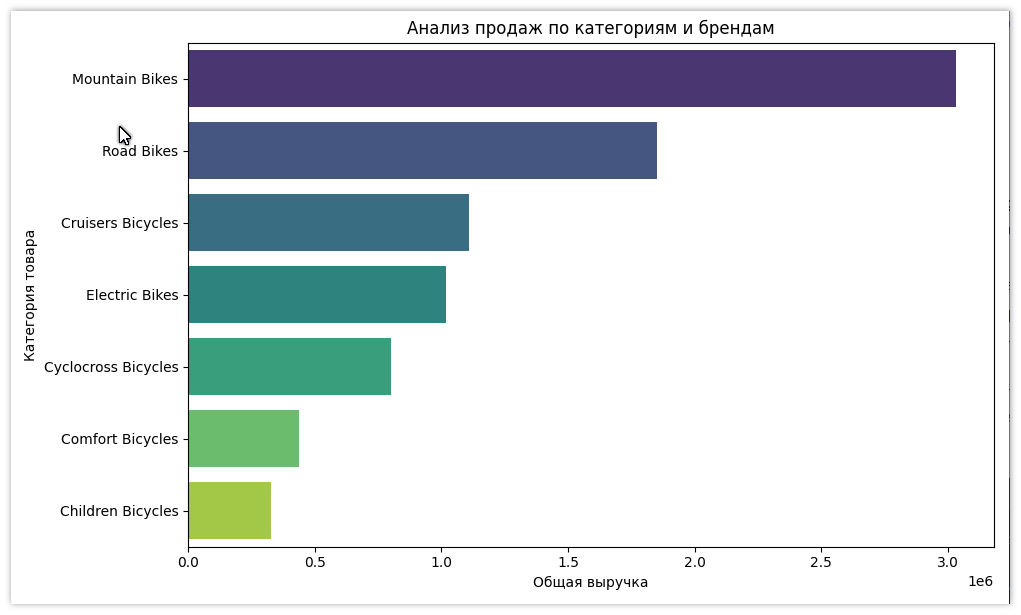 Анализ продаж по категориям и брендам
Mountain Bikes
Road Bikes
Cruisers Bicycles
Electric Bikes
Cyclocross Bicycles
Comfort Bicycles
Children Bicycles
Категория товара
0.0 0.5 1.0 1.5 2.0 2.5 3.0
1e6
Общая выручка